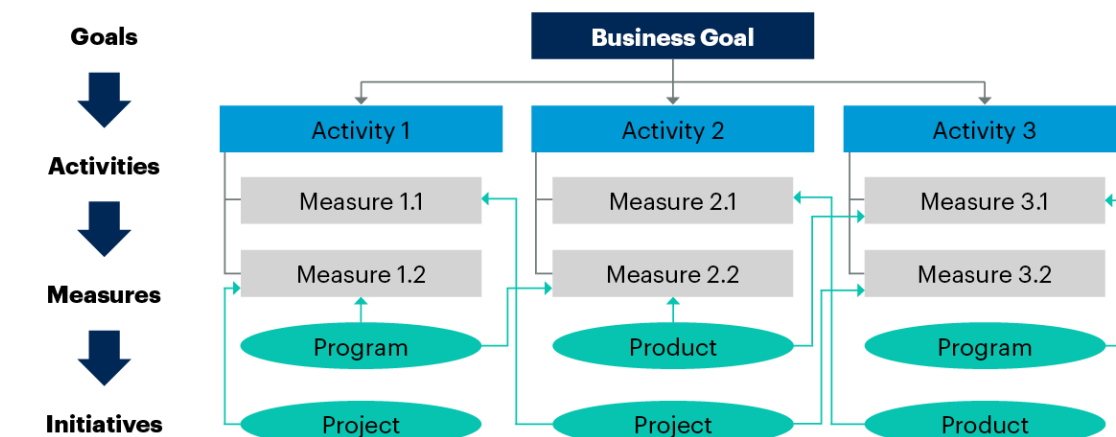 Goals
Business Goal
Activity 1
Activity 2
Activity 3
Activities
Measure 1.1
Measure 2.1
Measure 3.1
Measure 1.2
Measure 2.2
Measure 3.2
Measures
Program
Product
Program
Initiatives
Project
Project
Product